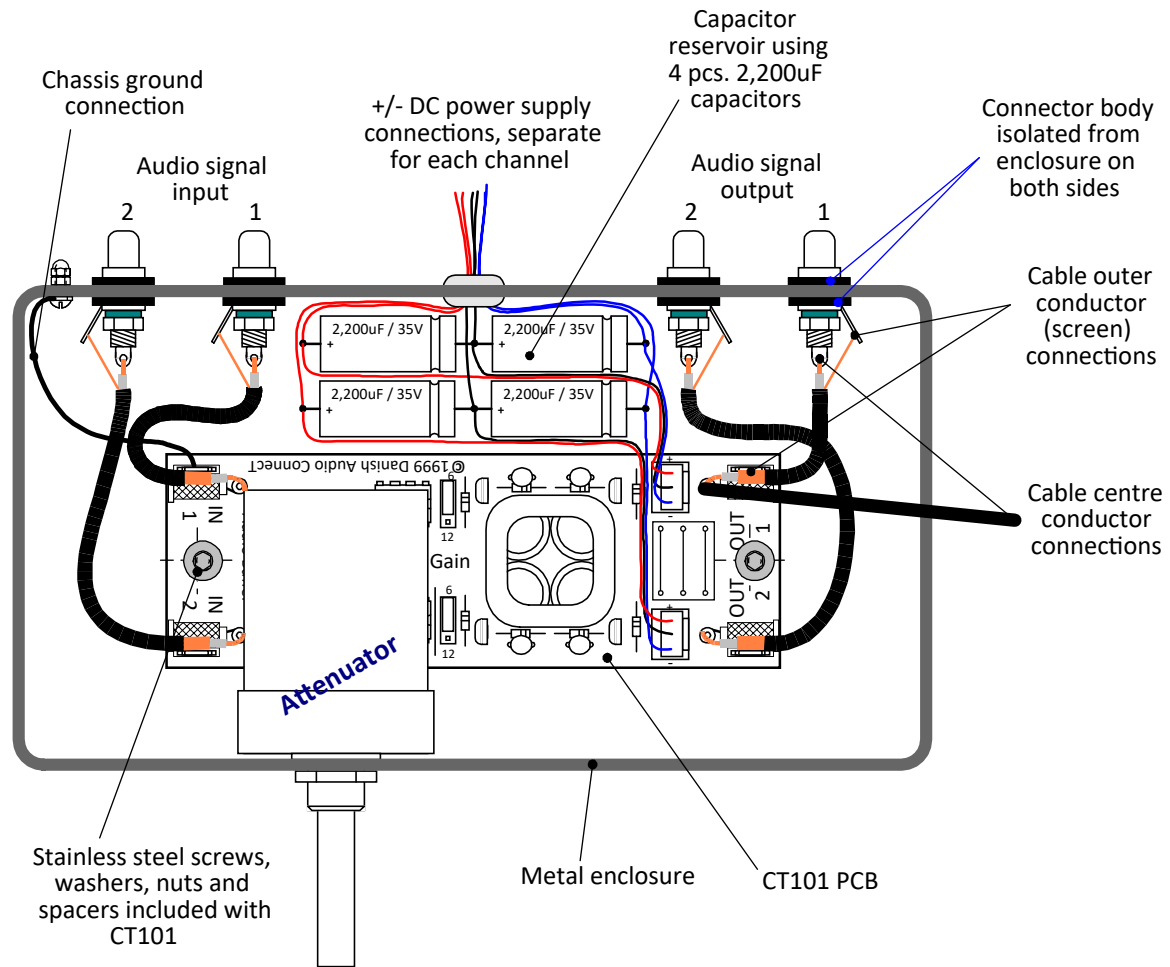 Capacitor
reservoir using
4 pcs. 2,200uF
capacitors
Chassis ground
connection
+/- DC power supply
connections, separate
for each channel
Connector body
isolated from
enclosure on
both sides
Audio signal
input
Audio signal
output
2
1
2
1
Cable outer
conductor
(screen)
connections
2,200uF / 35V
+
2,200uF / 35V
+
2,200uF / 35V
+
2,200uF / 35V
+
©1999 Danish Audio ConnecT
6
12
Gain
6
12
IN
1
2
IN
+
-
+
-
OUT
1
OUT
2
Cable centre
conductor
connections
Attenuator
Stainless steel screws,
washers, nuts and
spacers included with
CT101
Metal enclosure
CT101 PCB